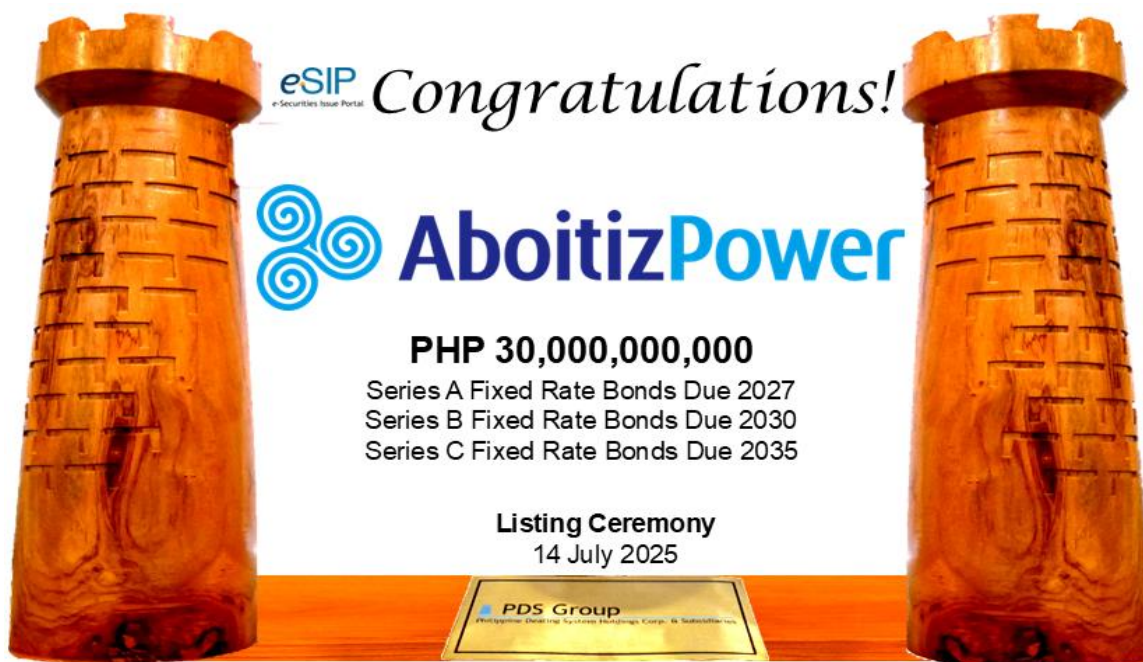 eSIP
e-Securities Issue Portal
Congratulations!
AboitizPower
PHP 30,000,000,000
Series A Fixed Rate Bonds Due 2027
Series B Fixed Rate Bonds Due 2030
Series C Fixed Rate Bonds Due 2035
Listing Ceremony
14 July 2025
PDS Group
Philippine Dealing System Holdings Corp. & Subsidiaries